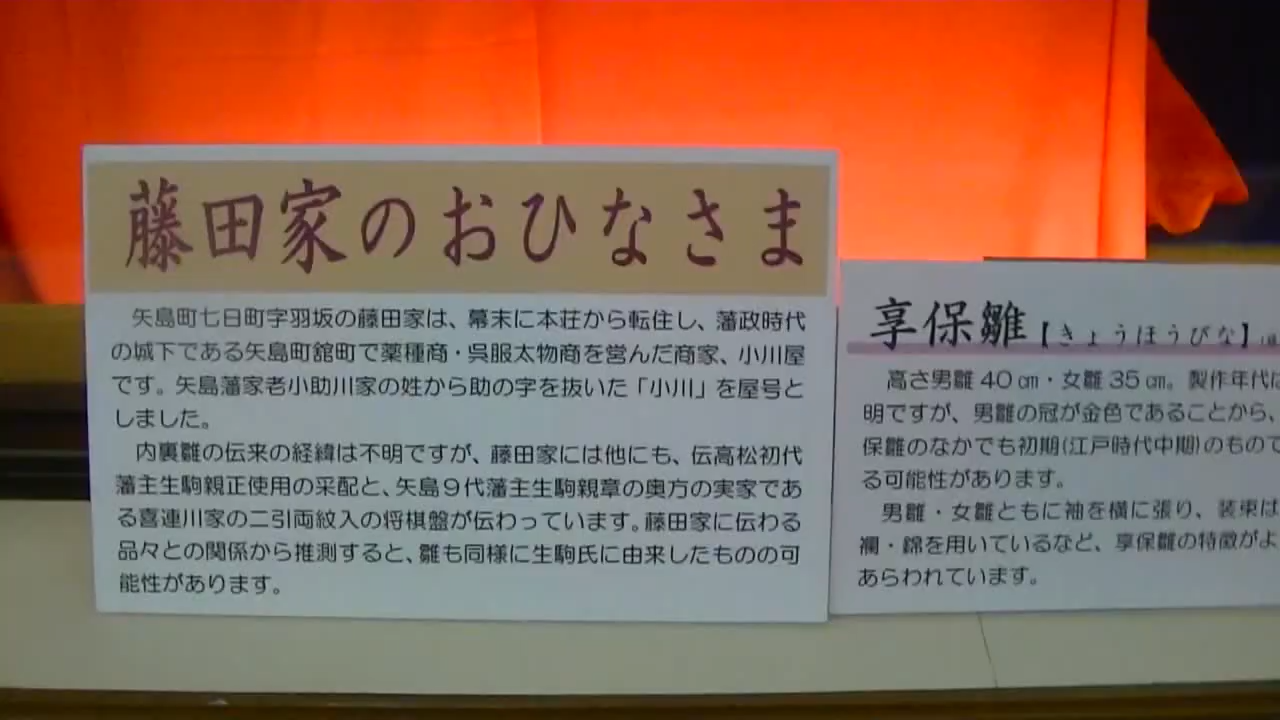 藤田家のおひなさま
矢島町七日町字羽坂の藤田家は、幕末に本荘から転住し、藩政時代
の城下である矢島町舘町で薬種商・呉服太物商を営んだ商家、小川屋
です。矢島藩家老小助川家の姓から助の字を抜いた「小川」を屋号と
しました。
内裏雛の伝来の経緯は不明ですが、藤田家には他にも、伝高松初代
藩主生駒親正使用の采配と、矢島9代藩主生駒親章の奥方の実家であ
る喜連川家の二引両紋入の将棋盤が伝わっています。藤田家に伝わる
品々との関係から推測すると、雛も同様に生駒氏に由来したものの可
能性があります。
享保雛【きょうほうびな】
高さ男雛40㎝・女雛35㎝。製作年代は
明ですが、男雛の冠が金色であることから、
保雛のなかでも初期(江戸時代中期)のもので
る可能性があります。
男雛・女雛ともに袖を横に張り、装束は
襴・錦を用いているなど、享保雛の特徴がよ
あらわれています。